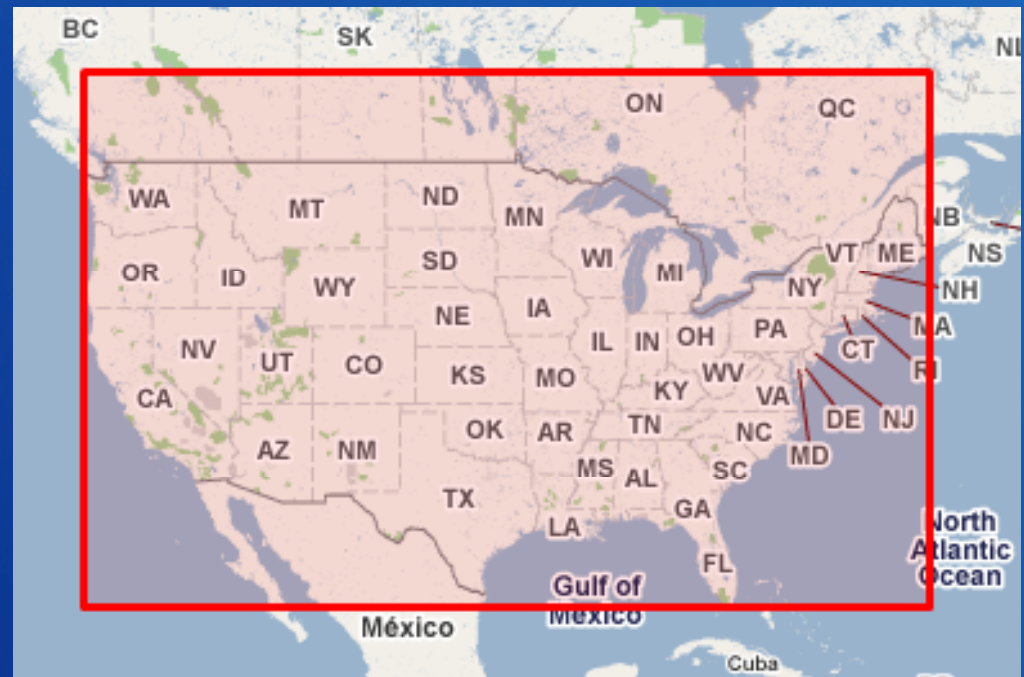 BC
SK
NL
ON
QC
WA
MT
ND
MN
NB
OR
ID
WY
SD
WI
MI
VT
ME
NS
NY
NH
NV
UT
CO
NE
IA
IL
IN
OH
PA
MA
CT
RI
CA
KS
MO
KY
WV
VA
DE
NJ
AZ
NM
OK
AR
TN
NC
MD
TX
MS
AL
SC
GA
LA
FL
North
Atlantic
Ocean
Gulf of
México
México
Cuba